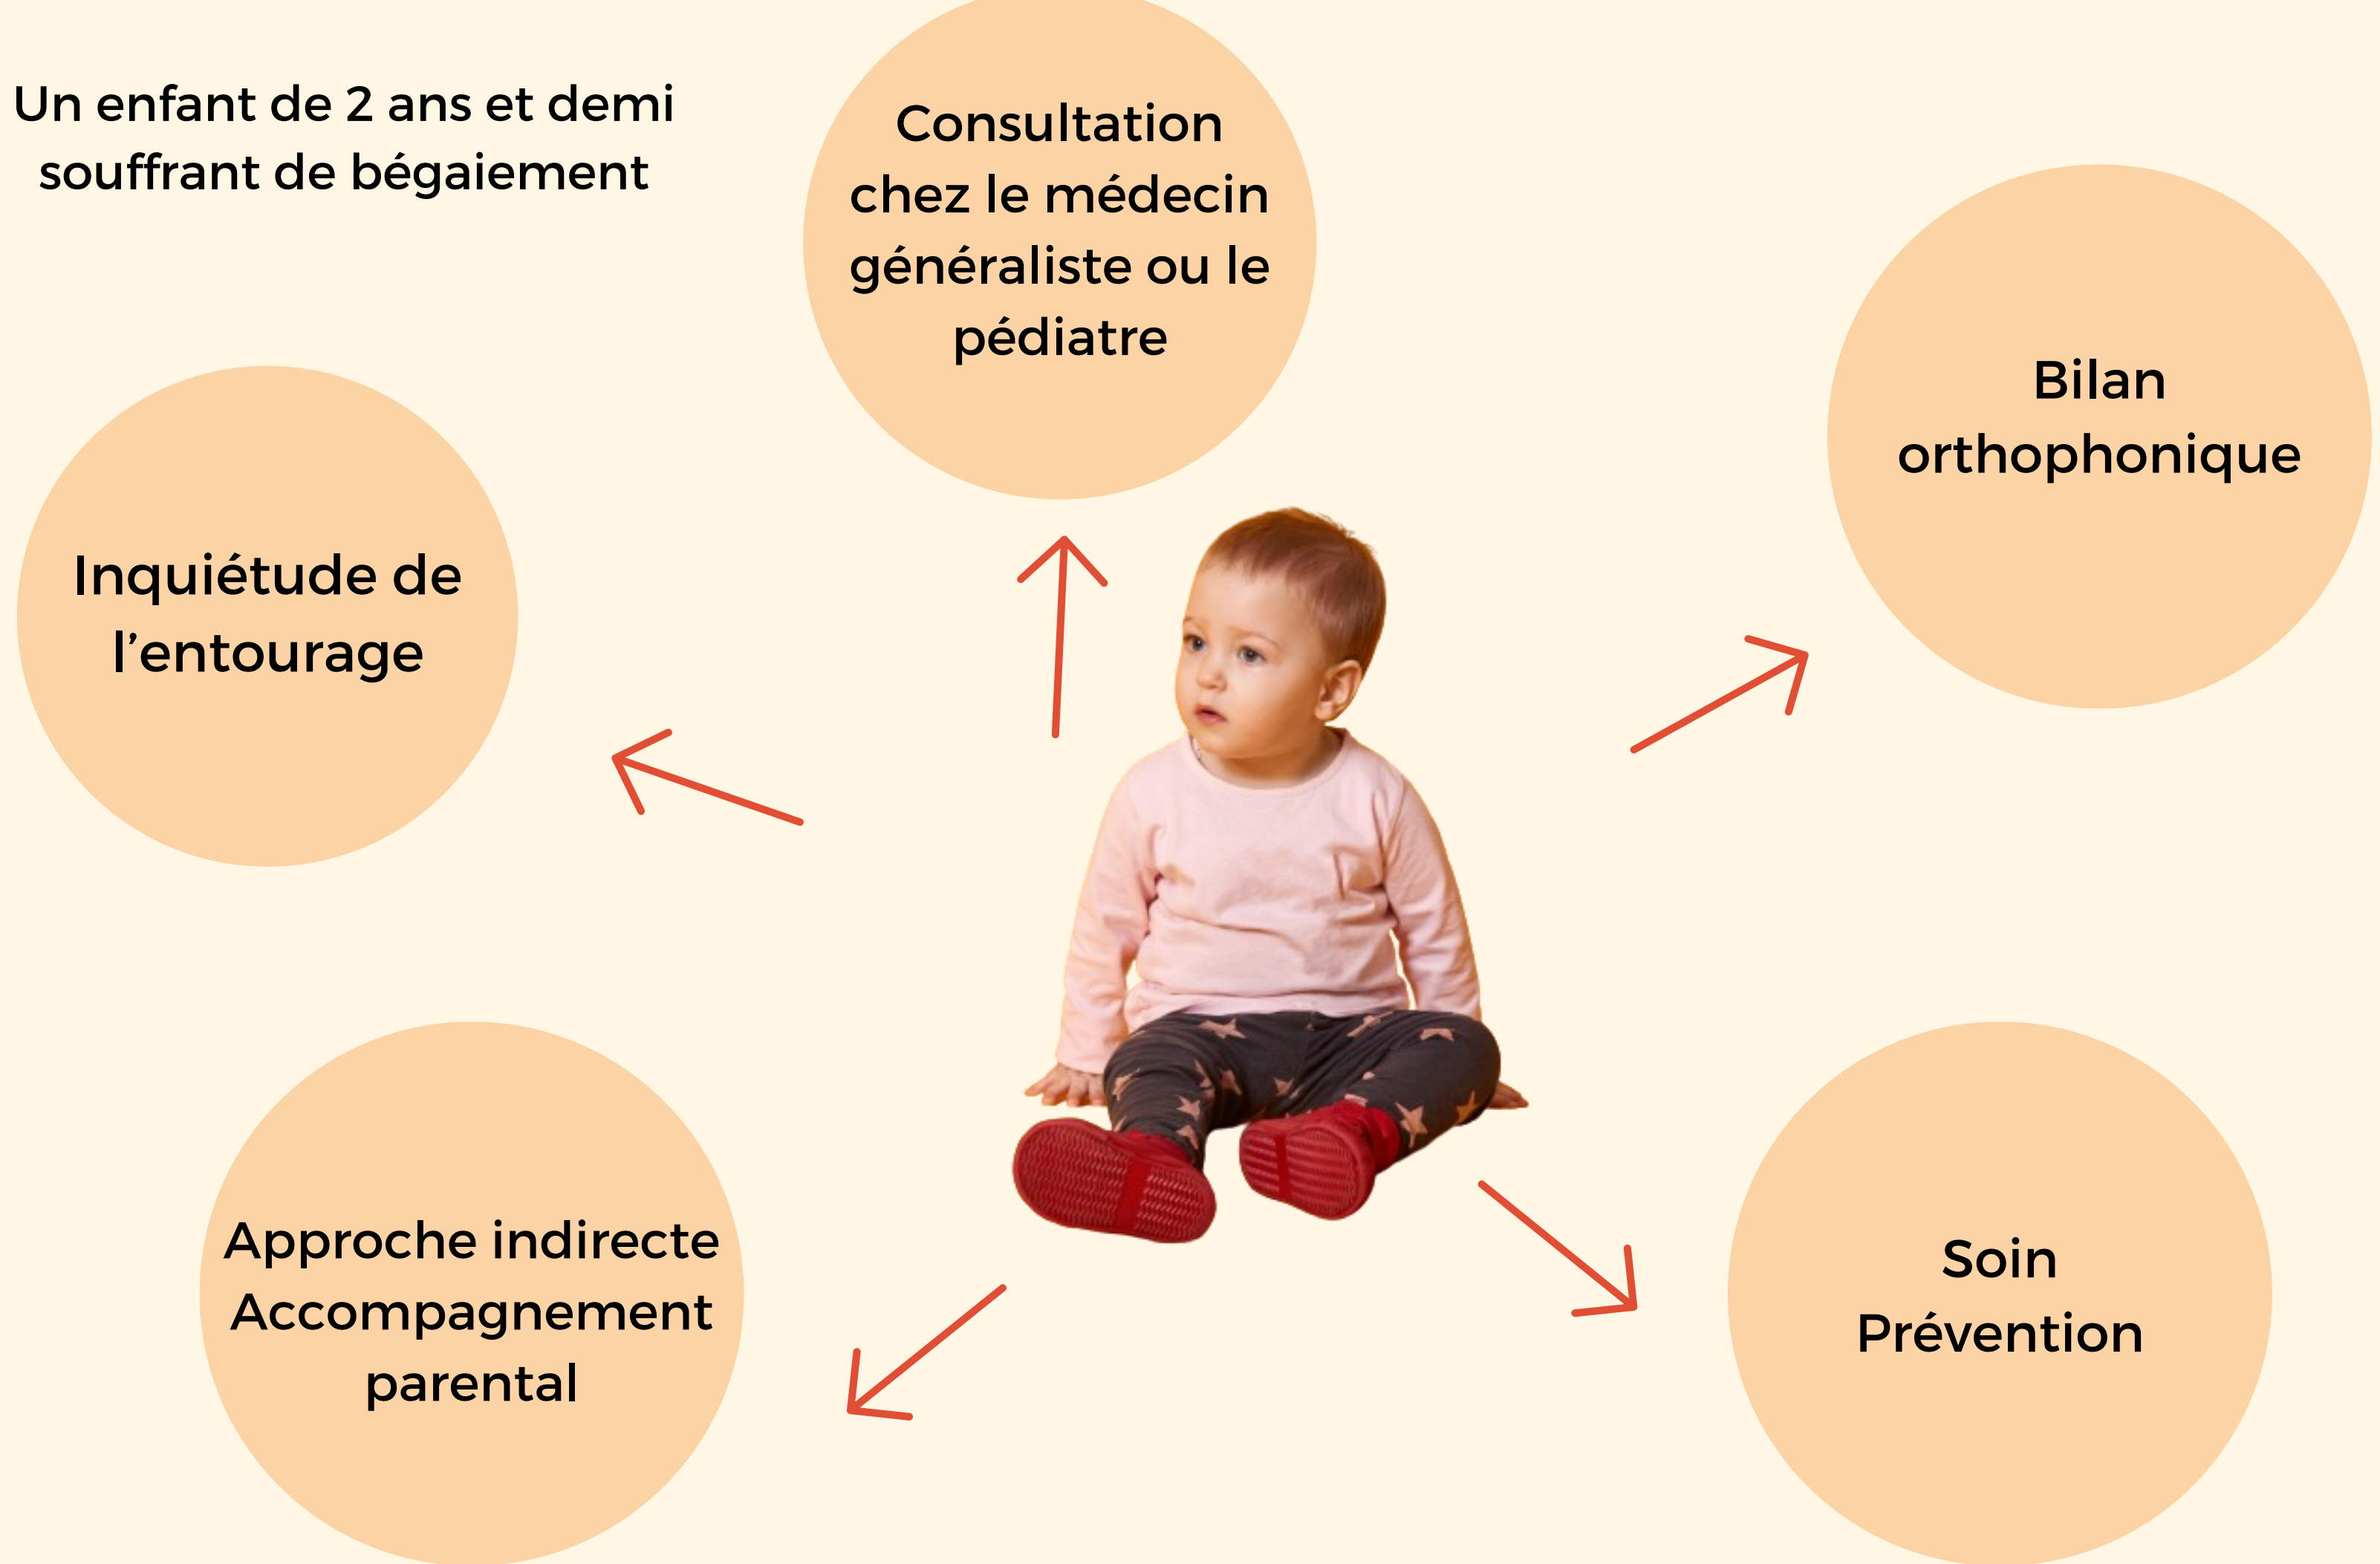 Un enfant de 2 ans et demi
souffrant de bégaiement
Consultation
chez le médecin
généraliste ou le
pédiatre
Bilan
orthophonique
Inquiétude de
l’entourage
Approche indirecte
Accompagnement
parental
Soin
Prévention